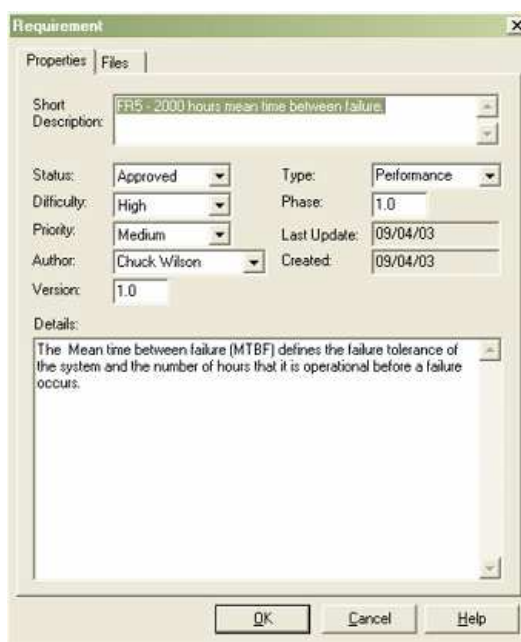 Requirement
Properties Files
Short Description:
FR5 - 2000 hours mean time between failure.
Status: Approved Type: Performance
Difficulty: High Phase: 1.0
Priority: Medium Last Update: 09/04/03
Author: Chuck Wilson Created: 09/04/03
Version: 1.0
Details:
The Mean time between failure (MTBF) defines the failure tolerance of
the system and the number of hours that it is operational before a failure
occurs.
OK Cancel Help